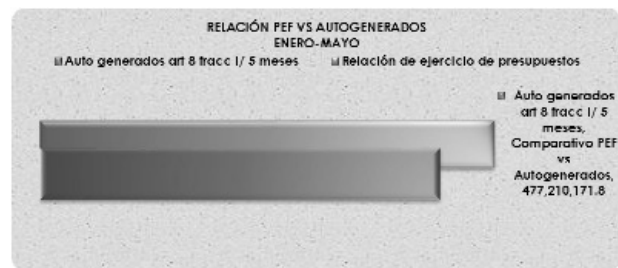 RELACIÓN PEF VS AUTOGENERADOS
ENERO-MAYO
Auto generados art 8 fracc I/ 5 meses Relación de ejercicio de presupuestos
Auto generados
art 8 fracc I/ 5
meses,
Comparativo PEF
vs
Autogenerados,
477,210,171.8